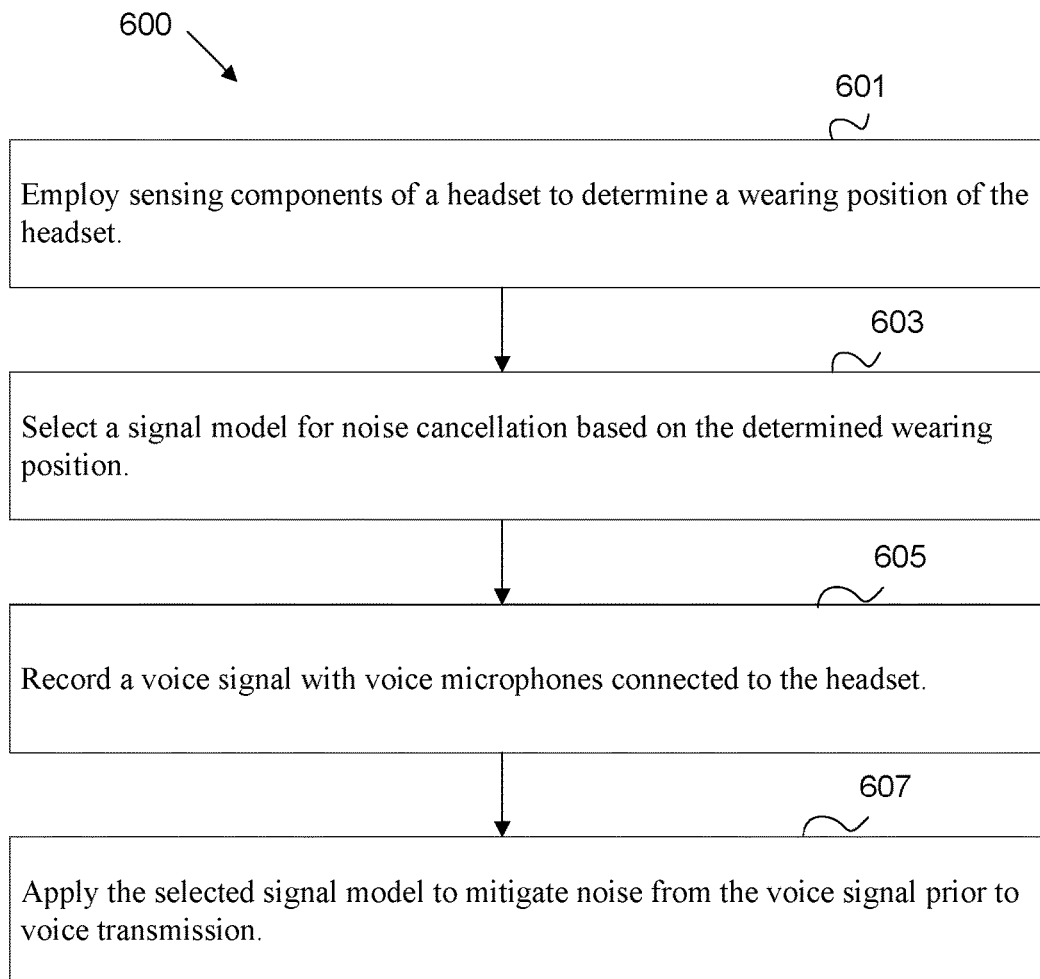 600
601
Employ sensing components of a headset to determine a wearing position of the
headset.
603
Select a signal model for noise cancellation based on the determined wearing
position.
605
Record a voice signal with voice microphones connected to the headset.
607
Apply the selected signal model to mitigate noise from the voice signal prior to
voice transmission.